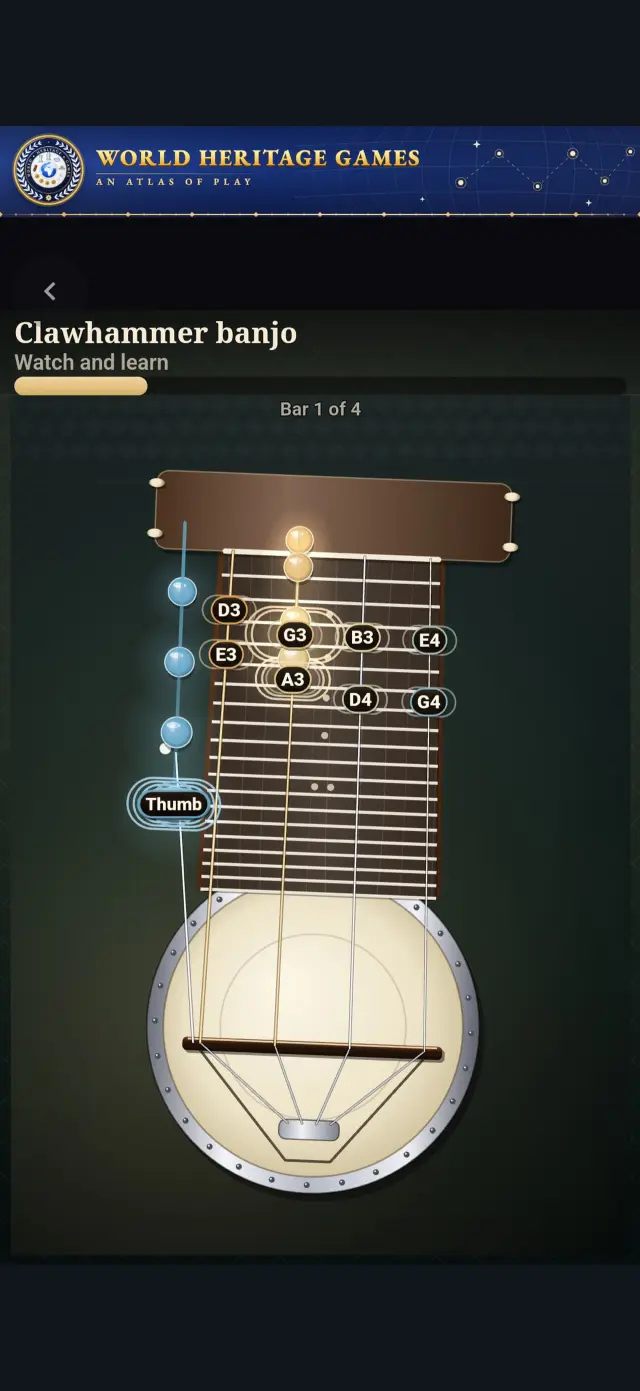 WORLD HERITAGE GAMES
AN ATLAS OF PLAY
Clawhammer banjo
Watch and learn
Bar 1 of 4
D3
G3
B3
E4
E3
A3
D4
G4
Thumb